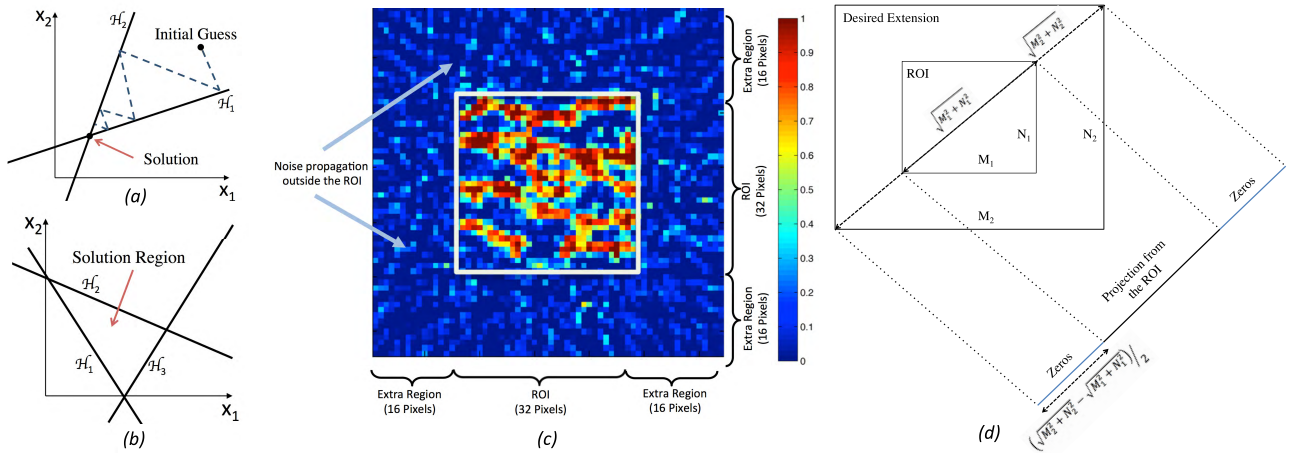 X₂
H₂
Initial Guess
H₁
Solution
X₁
(a)
X₂
Solution Region
H₂
H₁
H₃
X₁
(b)
Noise propagation
outside the ROI
Extra Region
(16 Pixels)
ROI
(32 Pixels)
Extra Region
(16 Pixels)
Extra Region
(16 Pixels)
ROI
(32 Pixels)
Extra Region
(16 Pixels)
(c)
1
0.9
0.8
0.7
0.6
0.5
0.4
0.3
0.2
0.1
0
Desired Extension
√(M₂² + N₂²)
ROI
√(M₁² + N₁²)
N₁
N₂
M₁
M₂
Zeros
Projection from
the ROI
Zeros
(√(M₂² + N₂²) − √(M₁² + N₁²))/2
(d)